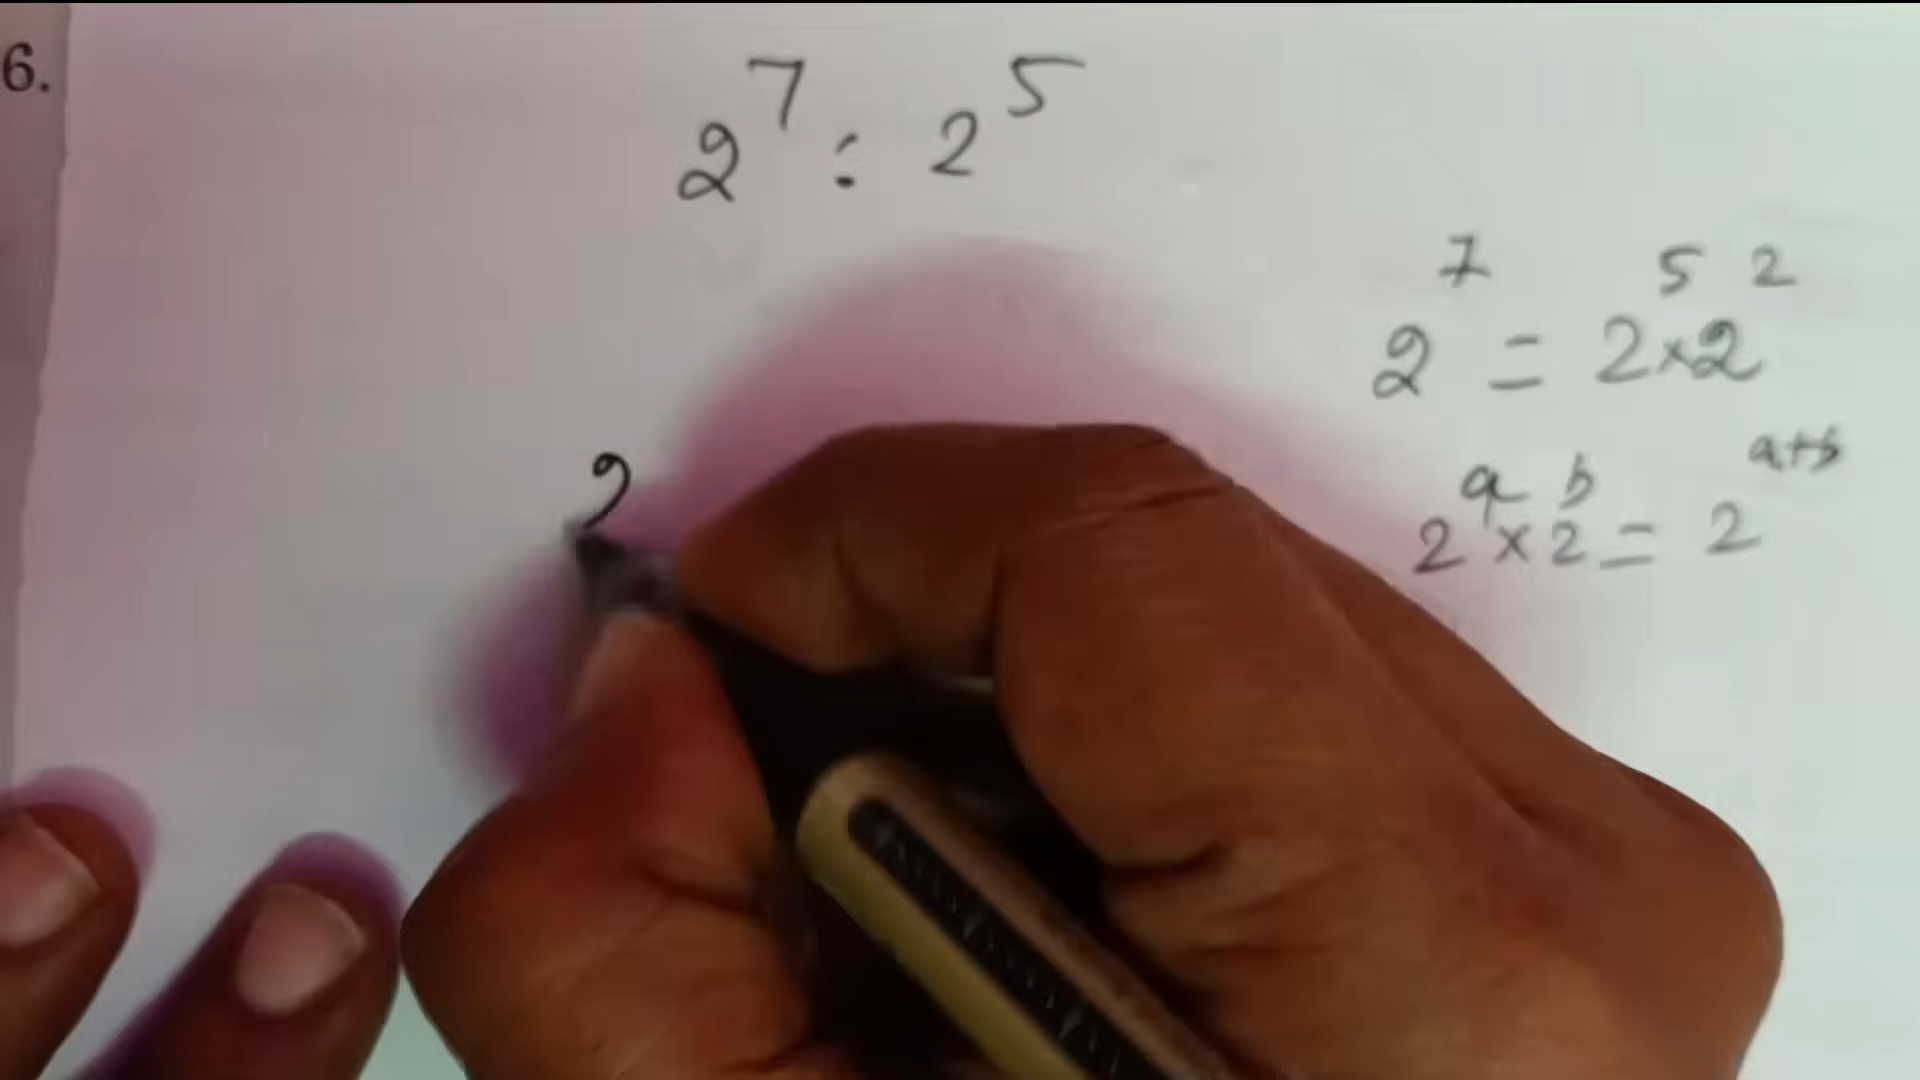 6.
2⁷ : 2⁵
2⁷ = 2⁵×2²
2ᵃ×2ᵇ = 2ᵃ⁺ᵇ
2